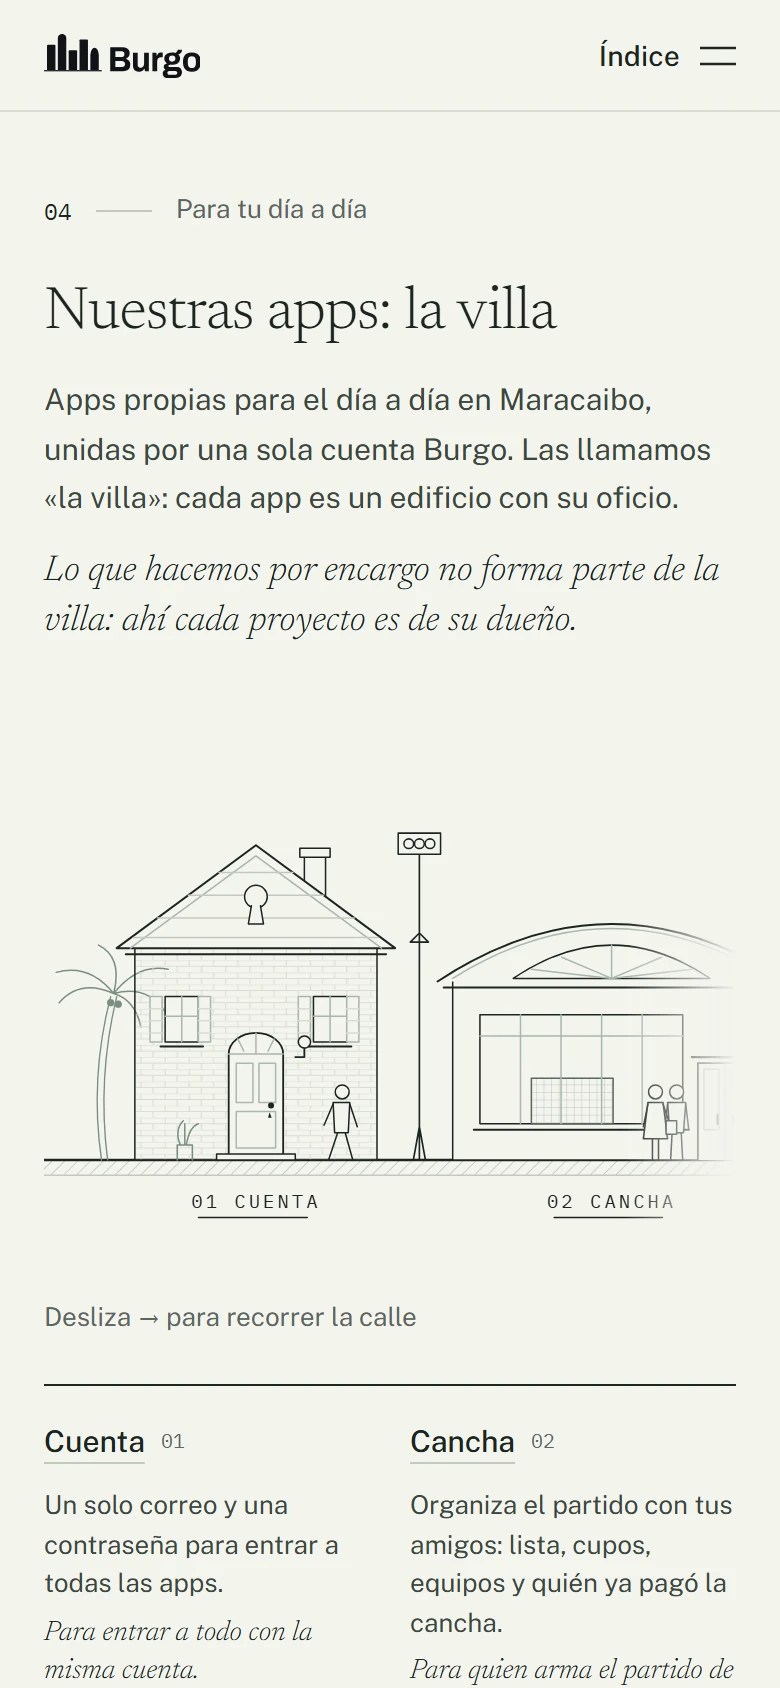 Burgo
Índice
04 Para tu día a día
Nuestras apps: la villa
Apps propias para el día a día en Maracaibo,
unidas por una sola cuenta Burgo. Las llamamos
«la villa»: cada app es un edificio con su oficio.
Lo que hacemos por encargo no forma parte de la
villa: ahí cada proyecto es de su dueño.
01 CUENTA
02 CANCHA
Desliza → para recorrer la calle
Cuenta 01
Un solo correo y una
contraseña para entrar a
todas las apps.
Para entrar a todo con la
misma cuenta.
Cancha 02
Organiza el partido con tus
amigos: lista, cupos,
equipos y quién ya pagó la
cancha.
Para quien arma el partido de